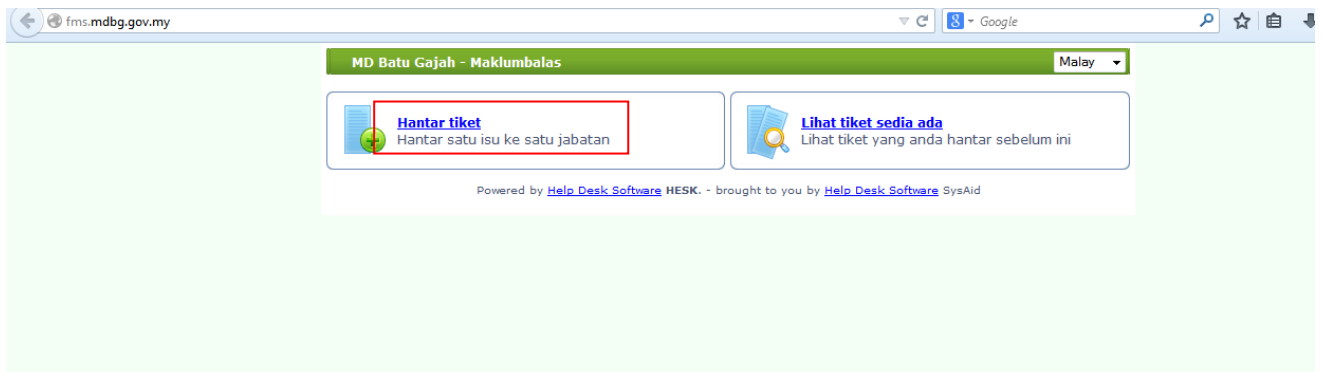 fms.mdbg.gov.my
Google
MD Batu Gajah - Maklumbalas
Malay
Hantar tiket
Hantar satu isu ke satu jabatan
Lihat tiket sedia ada
Lihat tiket yang anda hantar sebelum ini
Powered by Help Desk Software HESK. - brought to you by Help Desk Software SysAid